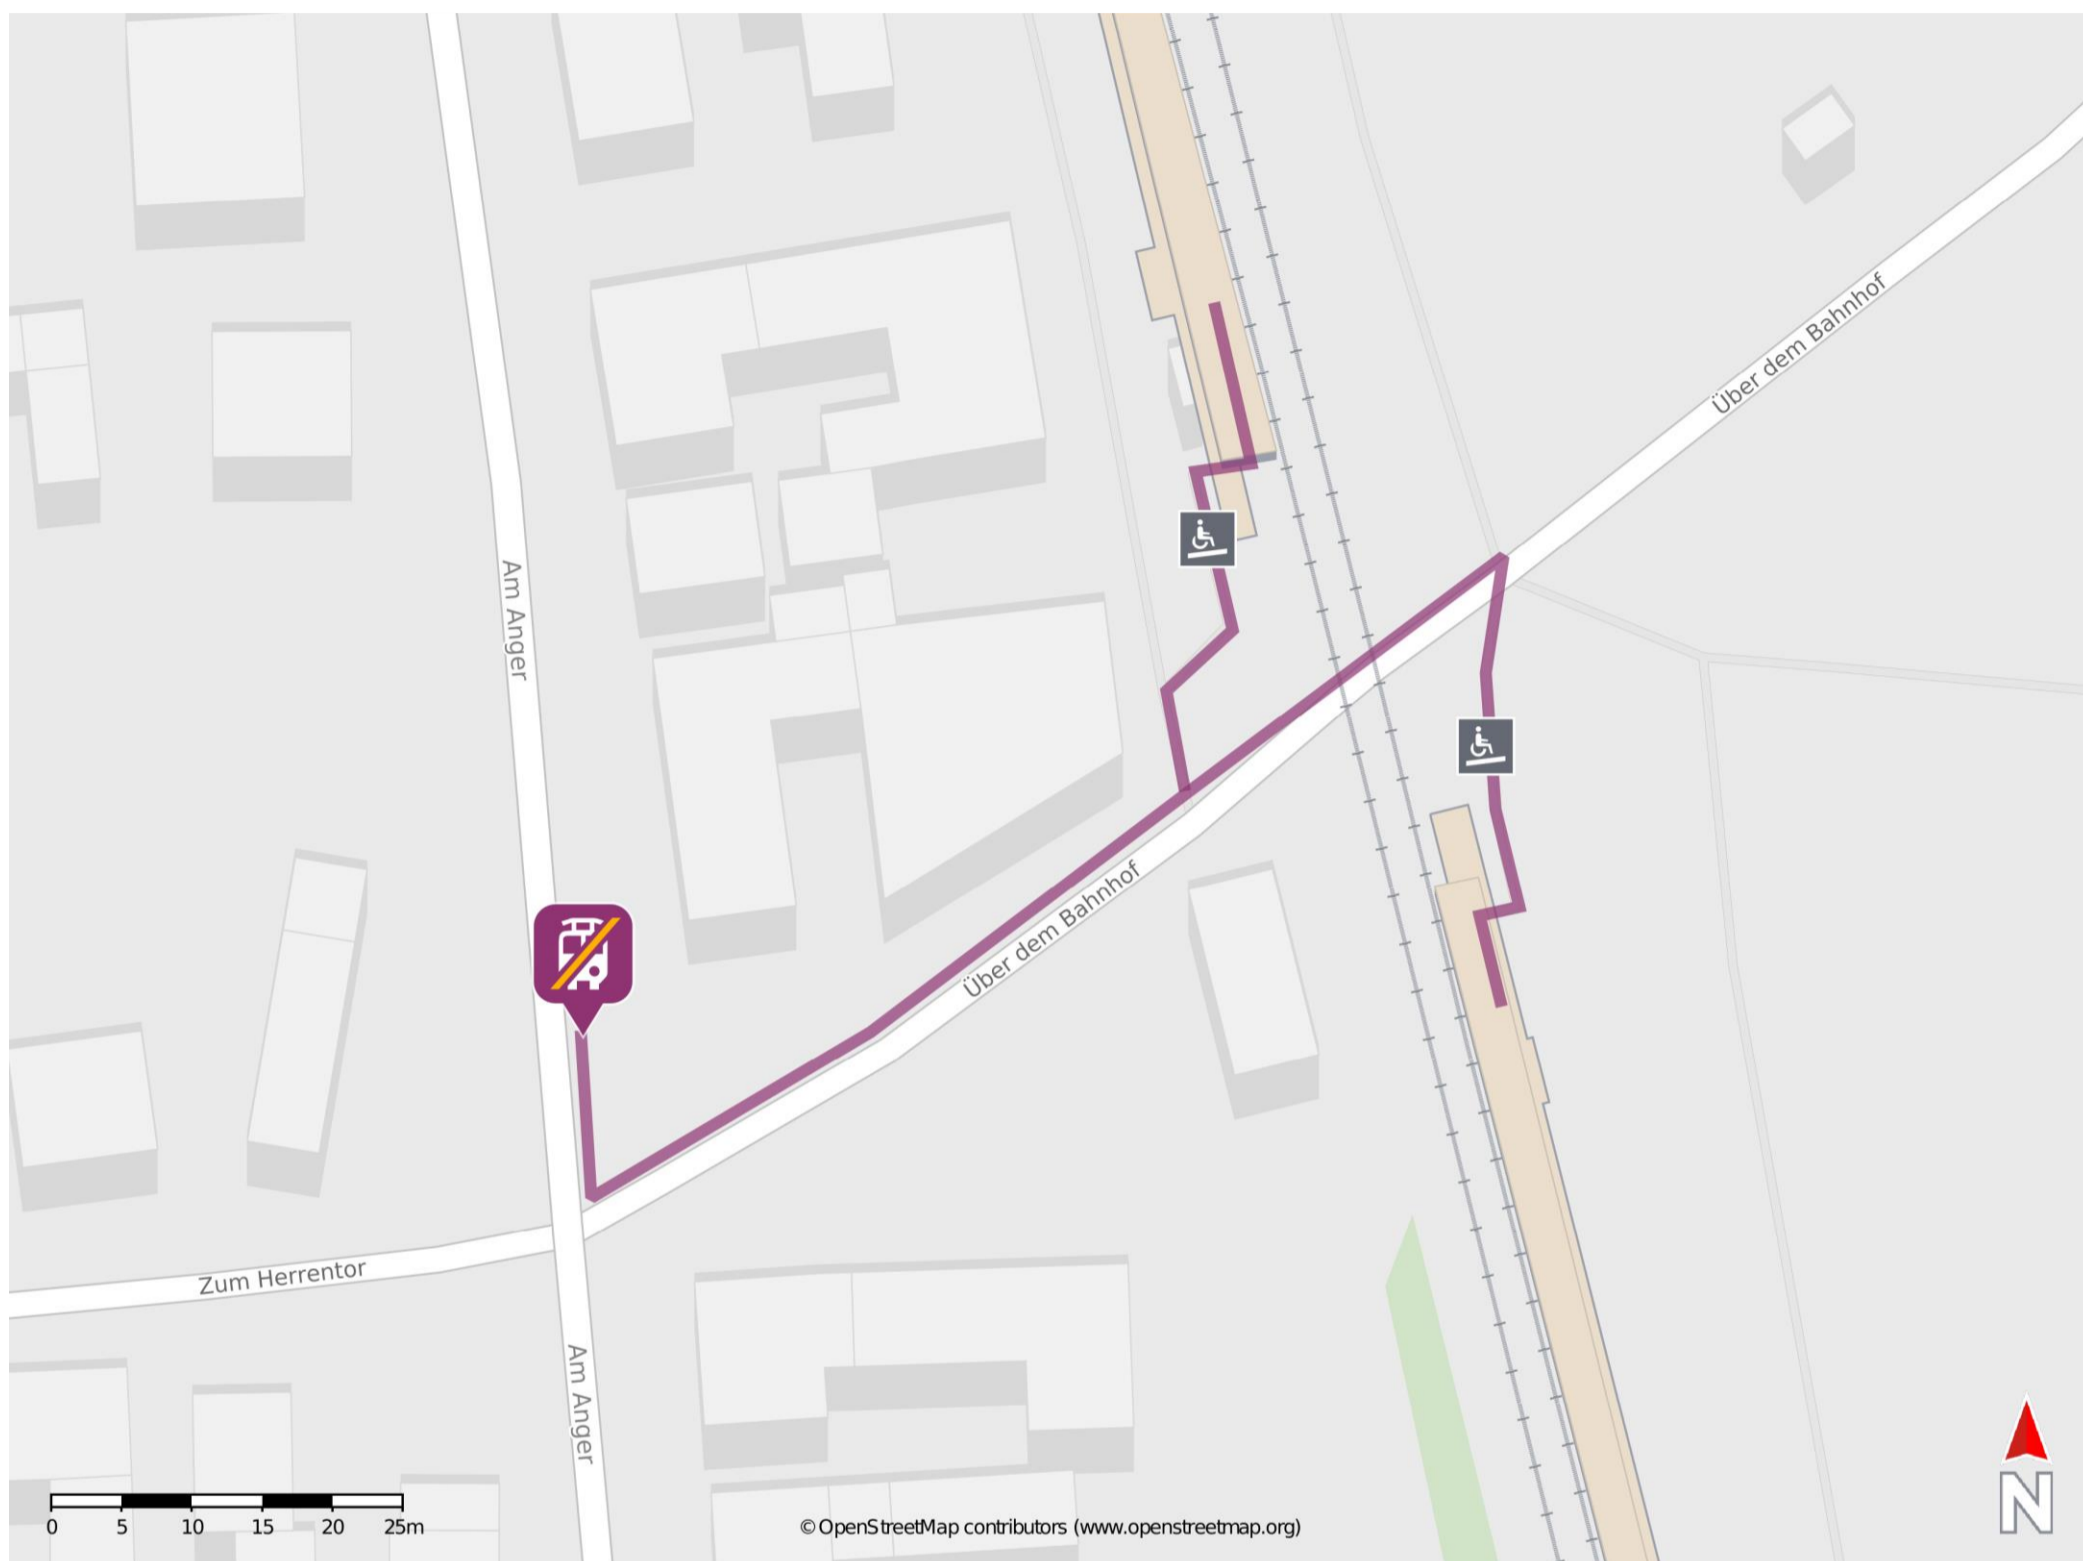 Über dem Bahnhof
Am Anger
Über dem Bahnhof
Zum Herrentor
Am Anger
N
0 5 10 15 20 25m
© OpenStreetMap contributors (www.openstreetmap.org)